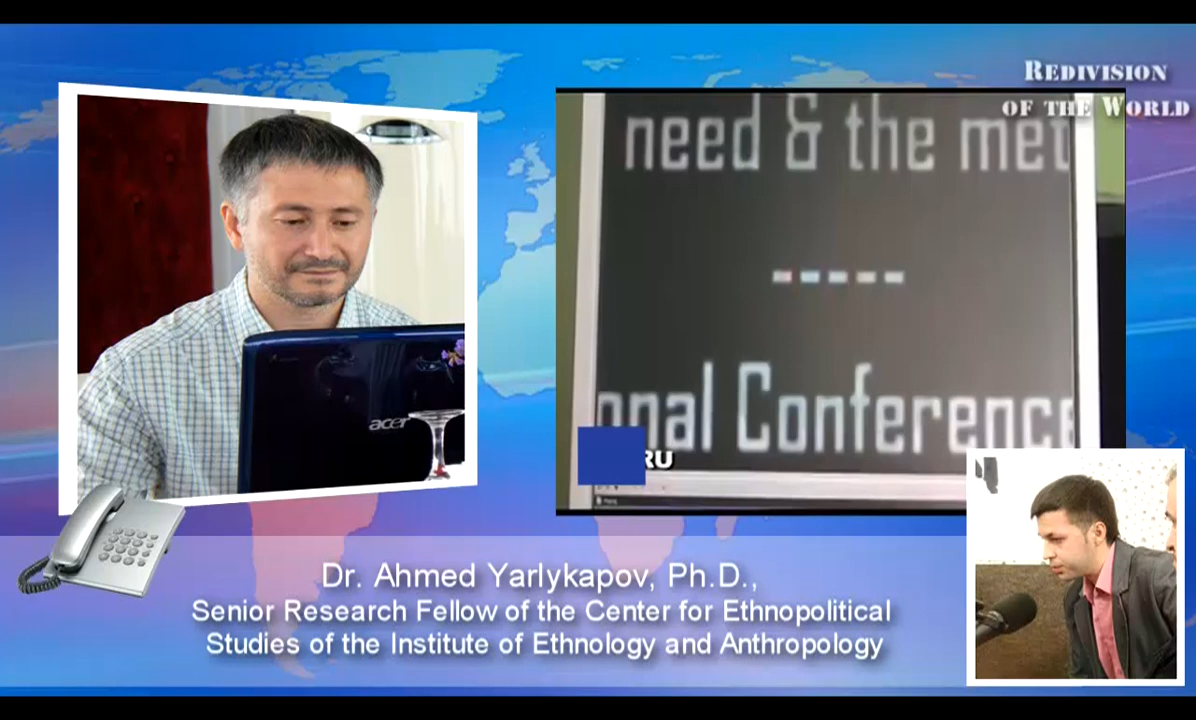 REDIVISION
OF THE WORLD
need & the met
-----
onal Conference
RU
acer
Dr. Ahmed Yarlykapov, Ph.D.,
Senior Research Fellow of the Center for Ethnopolitical
Studies of the Institute of Ethnology and Anthropology